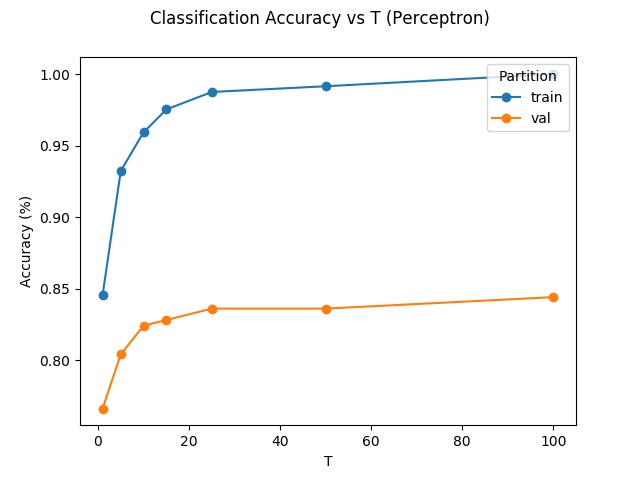 Classification Accuracy vs T (Perceptron)
Partition
train
val
Accuracy (%)
1.00
0.95
0.90
0.85
0.80
0
20
40
60
80
100
T